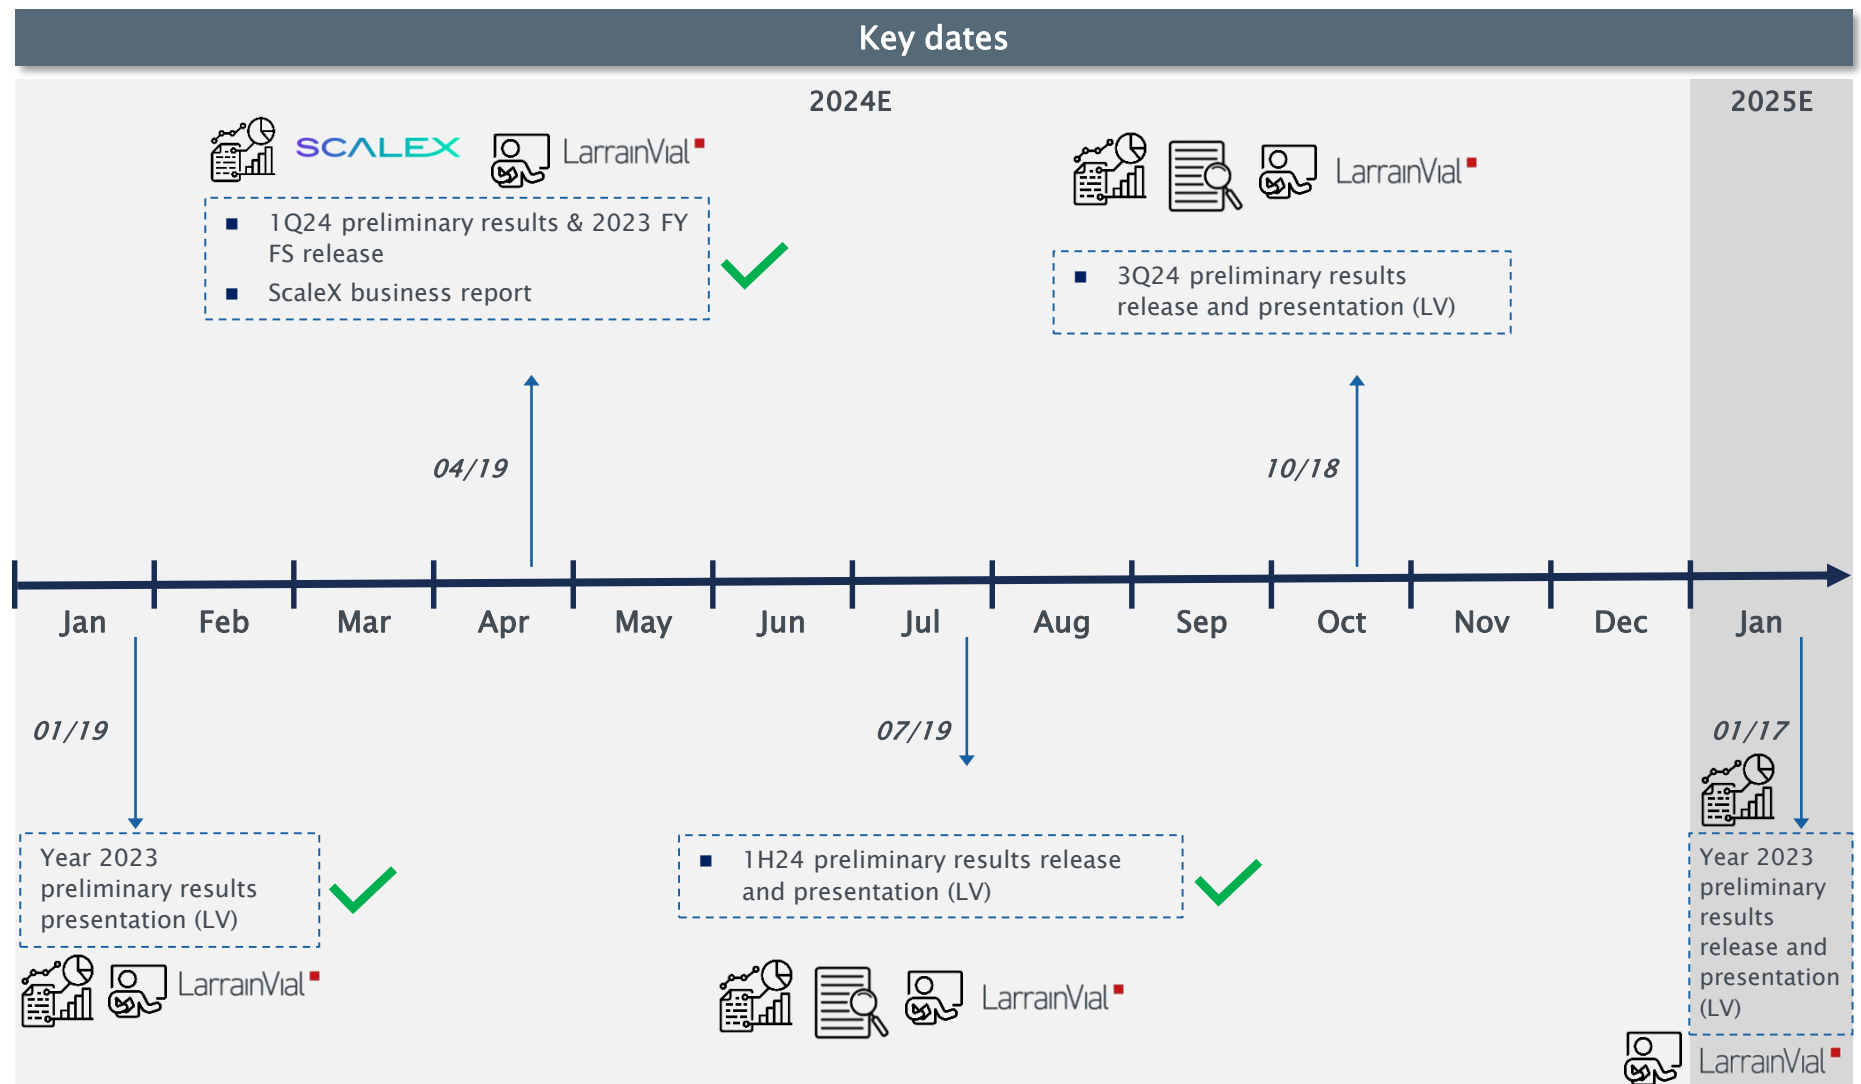 Key dates
2024E
2025E
SCALEX
LarrainVial
LarrainVial
■ 1Q24 preliminary results & 2023 FY
FS release
■ ScaleX business report
■ 3Q24 preliminary results
release and presentation (LV)
04/19
10/18
Jan Feb Mar Apr May Jun Jul Aug Sep Oct Nov Dec Jan
01/19
07/19
01/17
Year 2023
preliminary results
presentation (LV)
LarrainVial
■ 1H24 preliminary results release
and presentation (LV)
LarrainVial
Year 2023
preliminary
results
release and
presentation
(LV)
LarrainVial